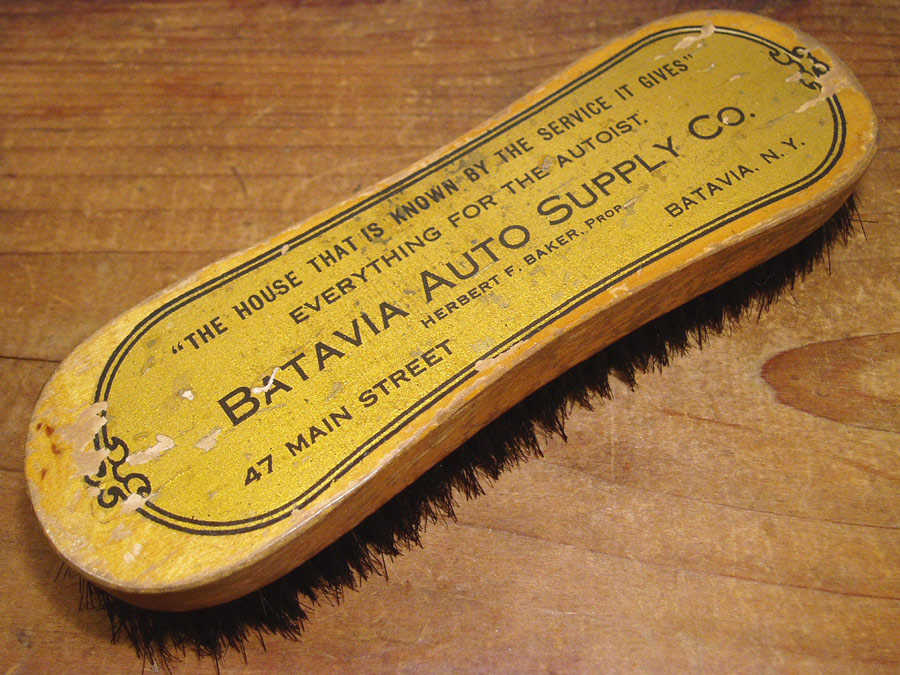 "THE HOUSE THAT IS KNOWN BY THE SERVICE IT GIVES"
EVERYTHING FOR THE AUTOIST.
BATAVIA AUTO SUPPLY CO.
HERBERT F. BAKER, PROP.
47 MAIN STREET BATAVIA, N.Y.